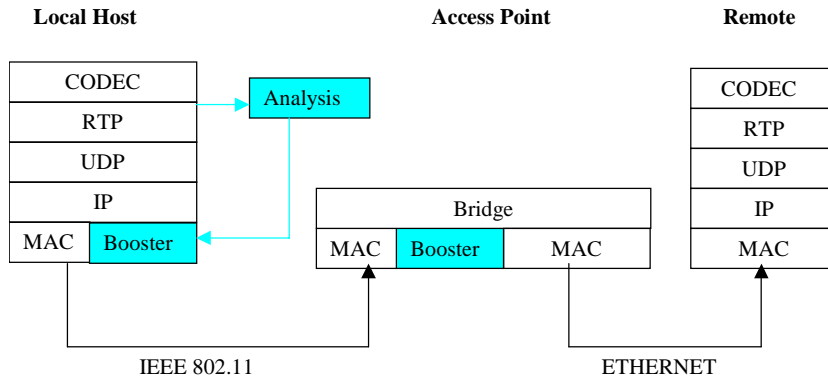 Local Host
Access Point
Remote
CODEC
RTP
UDP
IP
MAC
Booster
Analysis
Bridge
MAC
Booster
MAC
CODEC
RTP
UDP
IP
MAC
IEEE 802.11
ETHERNET